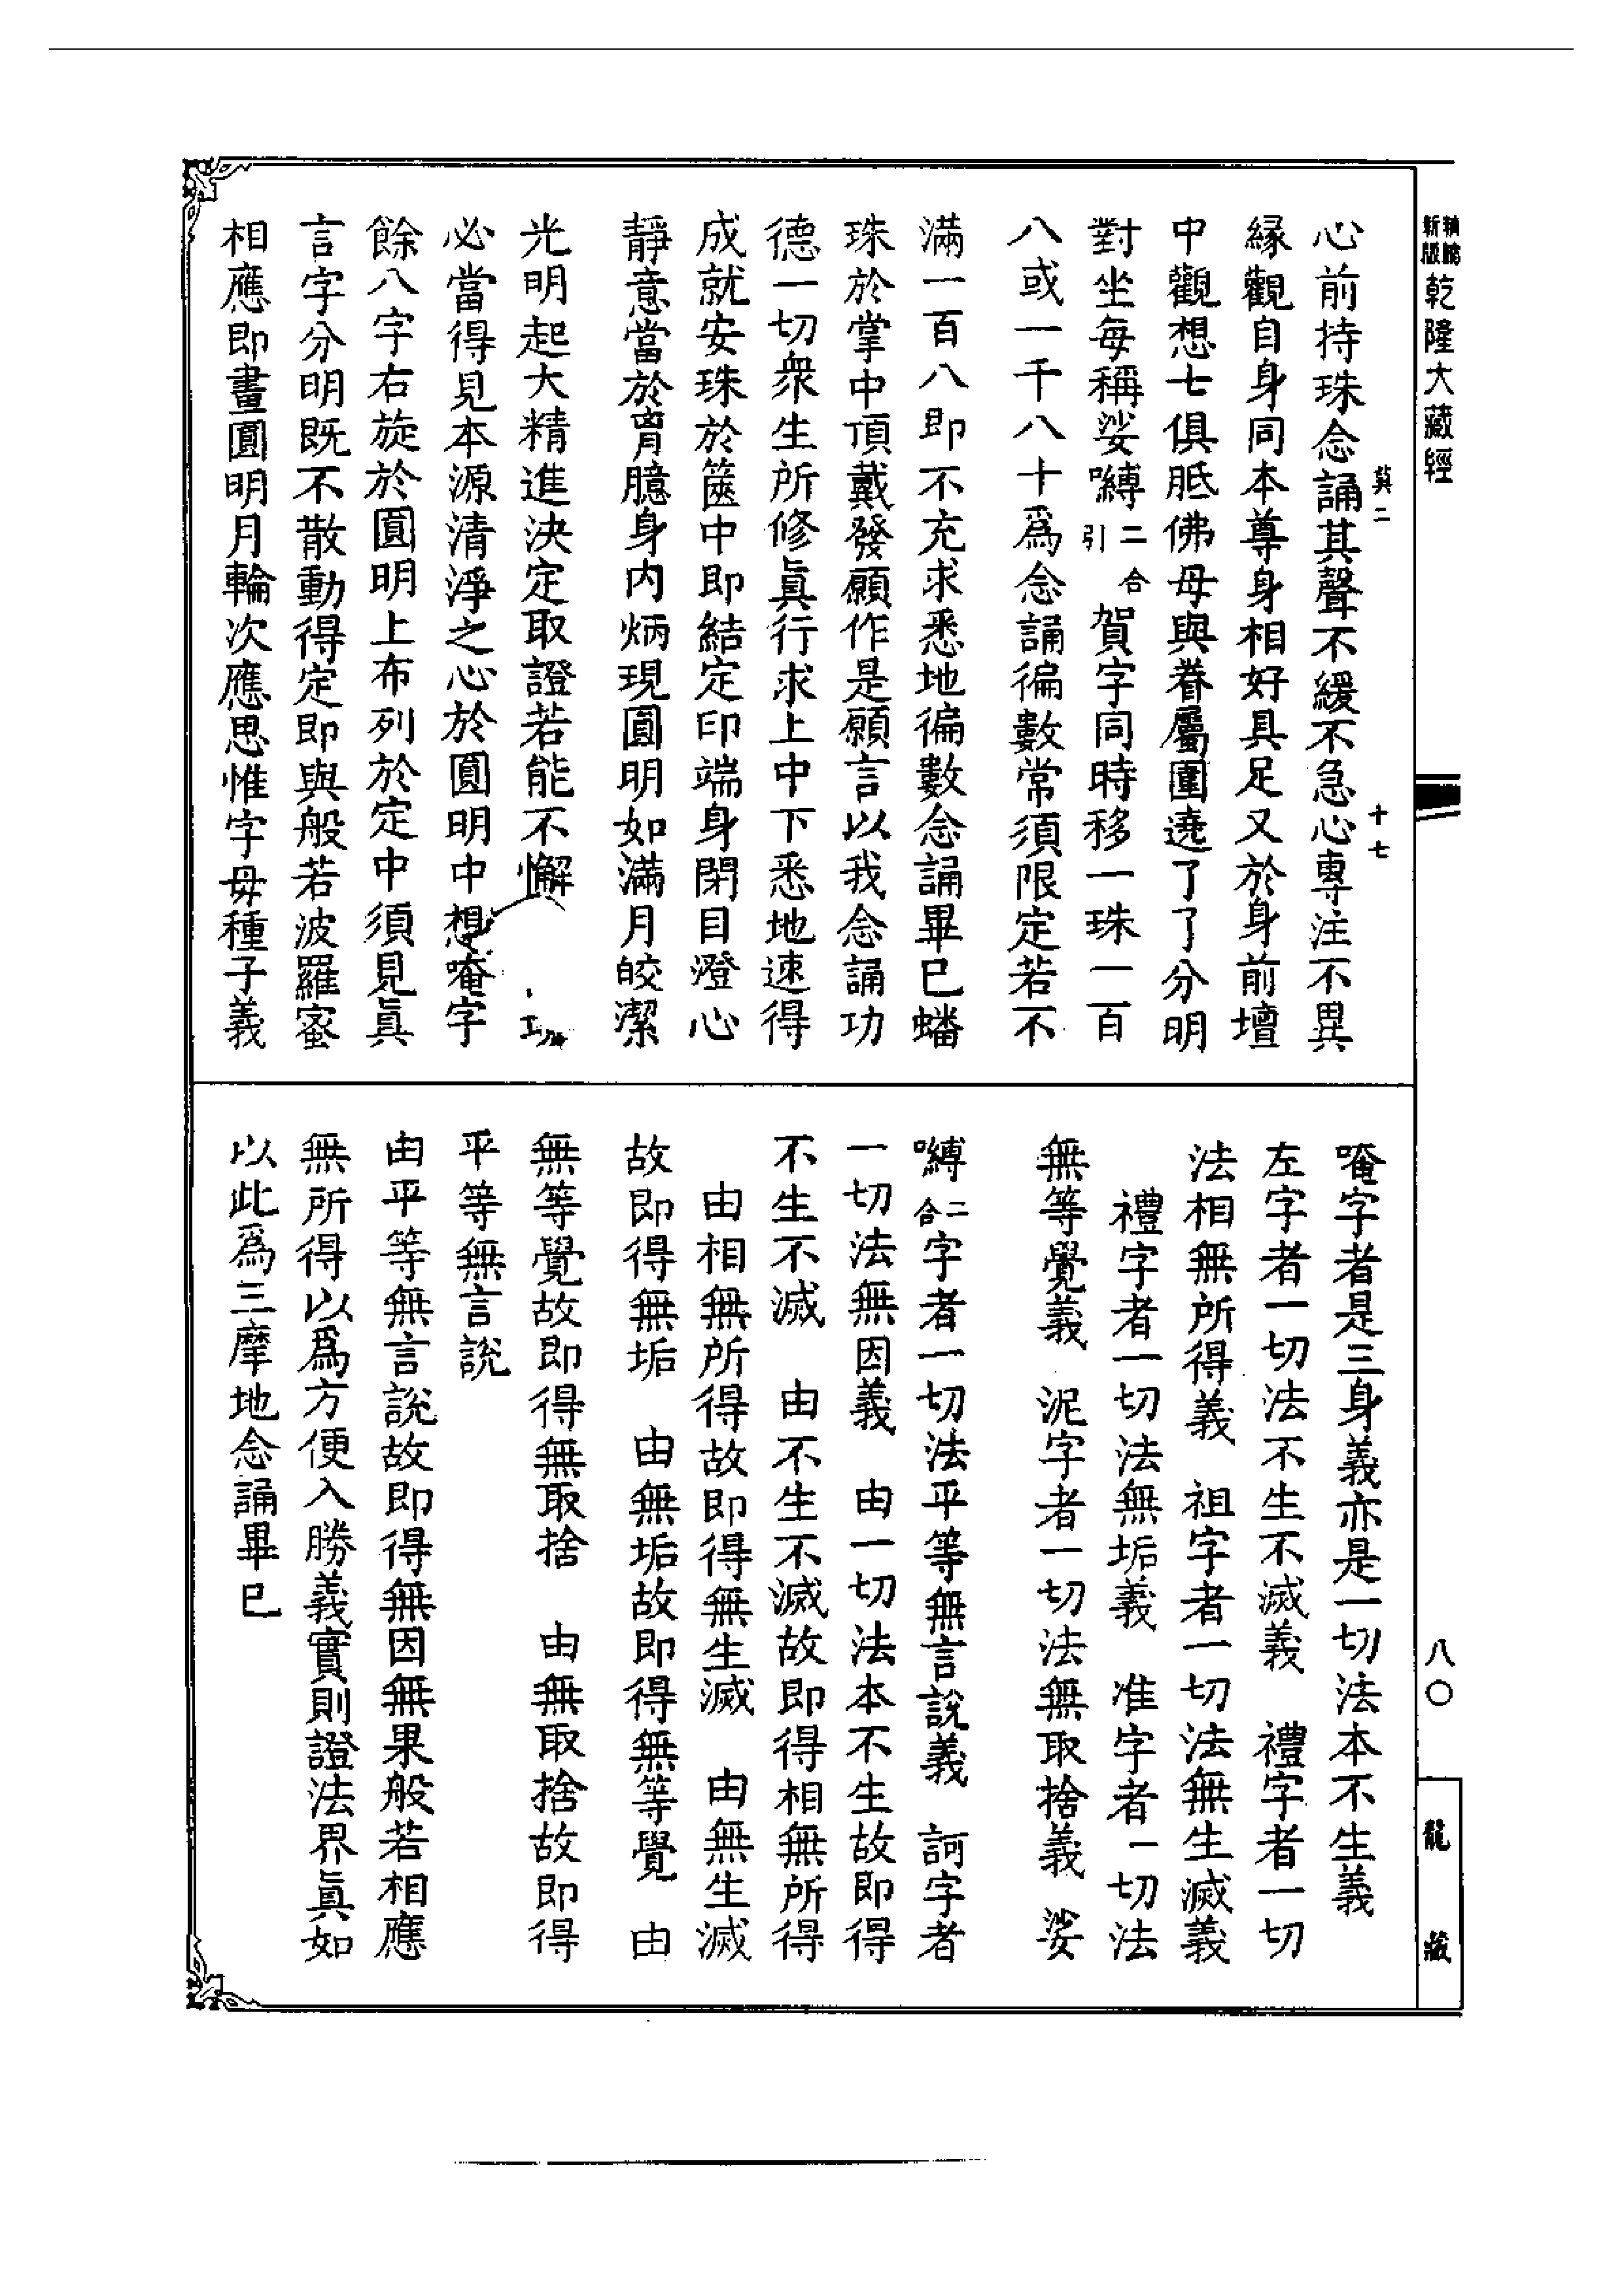 新版
乾隆大藏經
冀二
十七
心前持珠念誦其聲不緩不急心專注不異
緣觀自身同本尊身相好具足又於身前壇
中觀想七俱胝佛母與眷屬圍遶了了分明
對坐每稱娑嚩二合引賀字同時移一珠一百
八或一千八十爲念誦徧數常須限定若不
滿一百八即不充求悉地徧數念誦畢已蟠
珠於掌中頂戴發願作是願言以我念誦功
德一切衆生所修眞行求上中下悉地速得
成就安珠於篋中即結定印端身閉目澄心
靜意當於胷臆身內炳現圓明如滿月皎潔
光明起大精進決定取證若能不懈功
必當得見本源清淨之心於圓明中想唵字
餘八字右旋於圓明上布列於定中須見眞
言字分明既不散動得定即與般若波羅蜜
相應即畫圓明月輪次應思惟字母種子義
唵字者是三身義亦是一切法本不生義
左字者一切法不生不滅義　禮字者一切
法相無所得義　祖字者一切法無生滅義
禮字者一切法無垢義　准字者一切法
無等覺義　泥字者一切法無取捨義　娑
嚩二合字者一切法平等無言說義　訶字者
一切法無因義　由一切法本不生故即得
不生不滅　由不生不滅故即得相無所得
由相無所得故即得無生滅　由無生滅
故即得無垢　由無垢故即得無等覺　由
無等覺故即得無取捨　由無取捨故即得
平等無言說
由平等無言說故即得無因無果般若相應
無所得以爲方便入勝義實則證法界眞如
以此爲三摩地念誦畢已
八〇
龍藏